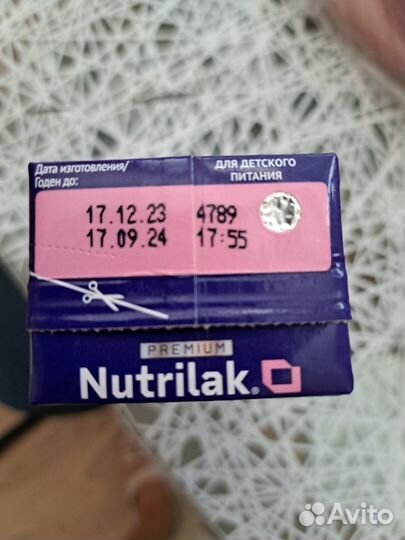 Дата изготовления/
Годен до:
ДЛЯ ДЕТСКОГО
ПИТАНИЯ
17.12.23 4789
17.09.24 17:55
PREMIUM
Nutrilak®
Avito